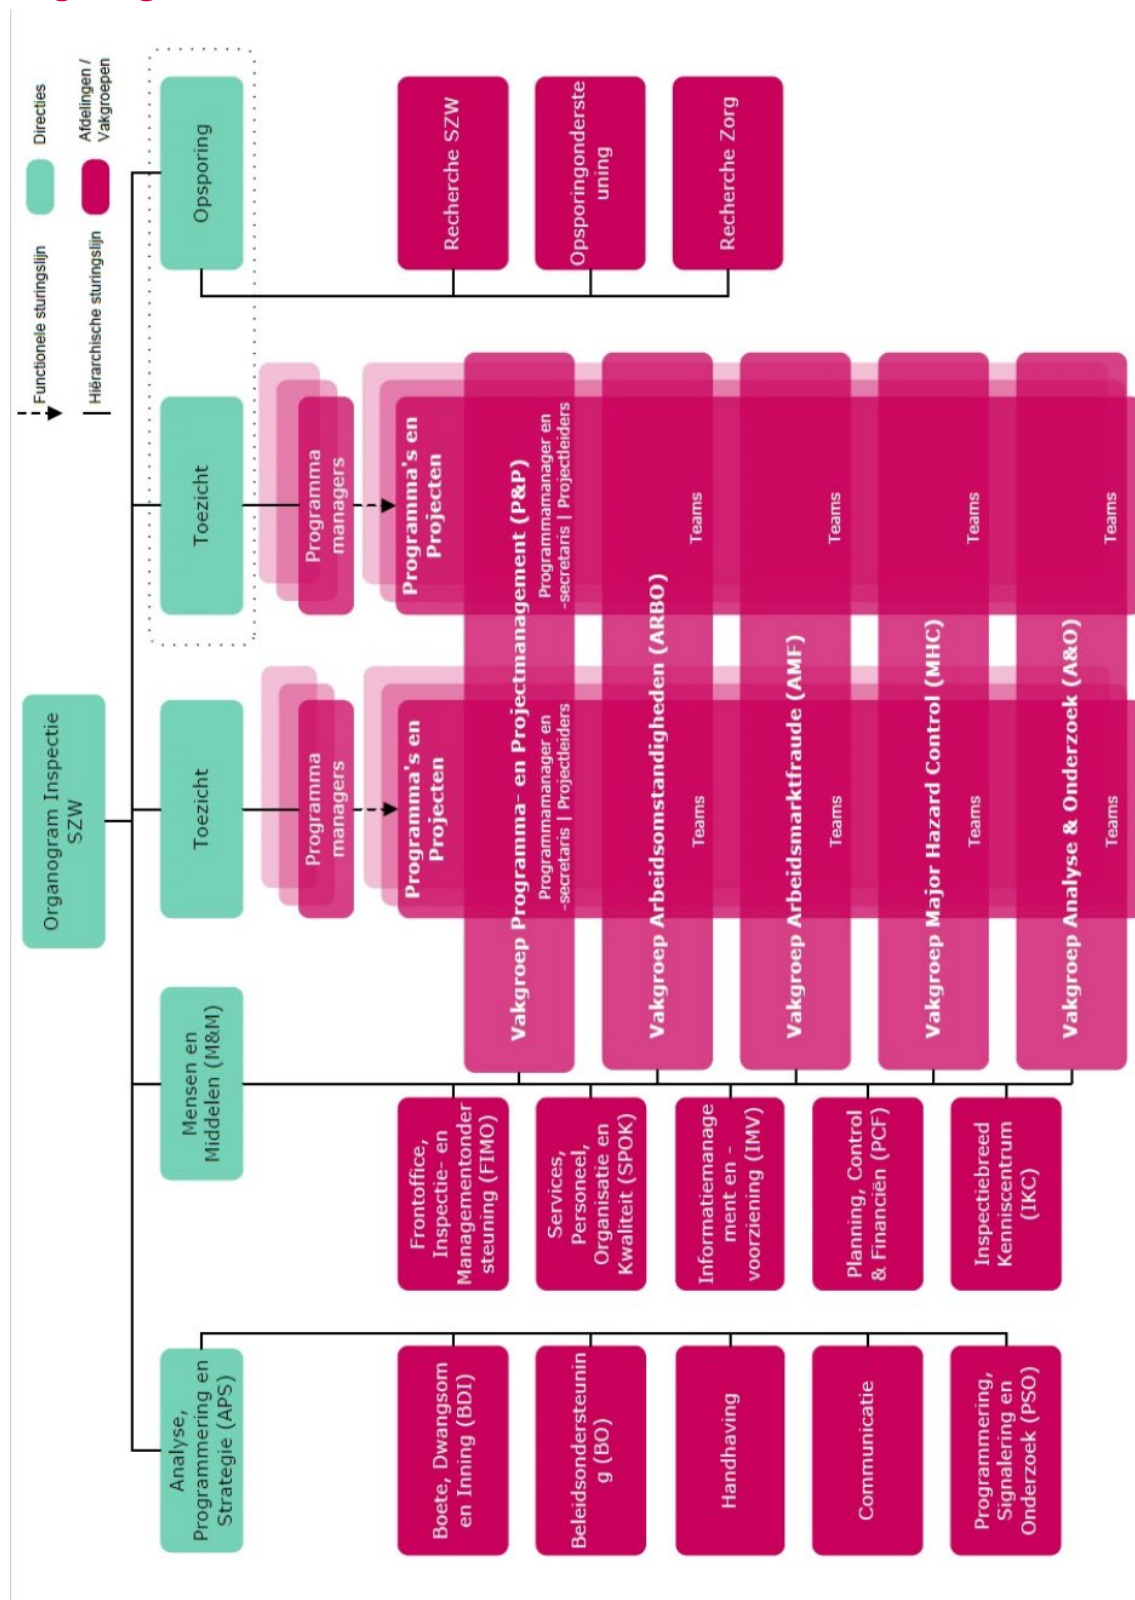 Organogram Inspectie
SZW
Functionele sturingslijn
Hiërarchische sturingslijn
Directies
Afdelingen /
Vakgroepen
Analyse,
Programmering en
Strategie (APS)
Mensen en
Middelen (M&M)
Toezicht
Toezicht
Opsporing
Programma
managers
Programma
managers
Boete, Dwangsom
en Inning (BDI)
Beleidsondersteunin
g (BO)
Handhaving
Communicatie
Programmering,
Signalering en
Onderzoek (PSO)
Frontoffice,
Inspectie- en
Managementonder
steuning (FIMO)
Services,
Personeel,
Organisatie en
Kwaliteit (SPOK)
Informatiemanage
ment en -
voorziening (IMV)
Planning, Control
& Financiën (PCF)
Inspectiebreed
Kenniscentrum
(IKC)
Programma's en
Projecten
Programma's en
Projecten
Vakgroep Programma- en Projectmanagement (P&P)
Programmamanager en
-secretaris | Projectleiders
Programmamanager en
-secretaris | Projectleiders
Vakgroep Arbeidsomstandigheden (ARBO)
Teams
Teams
Vakgroep Arbeidsmarktfraude (AMF)
Teams
Teams
Vakgroep Major Hazard Control (MHC)
Teams
Teams
Vakgroep Analyse & Onderzoek (A&O)
Teams
Teams
Recherche SZW
Opsporingonderste
uning
Recherche Zorg